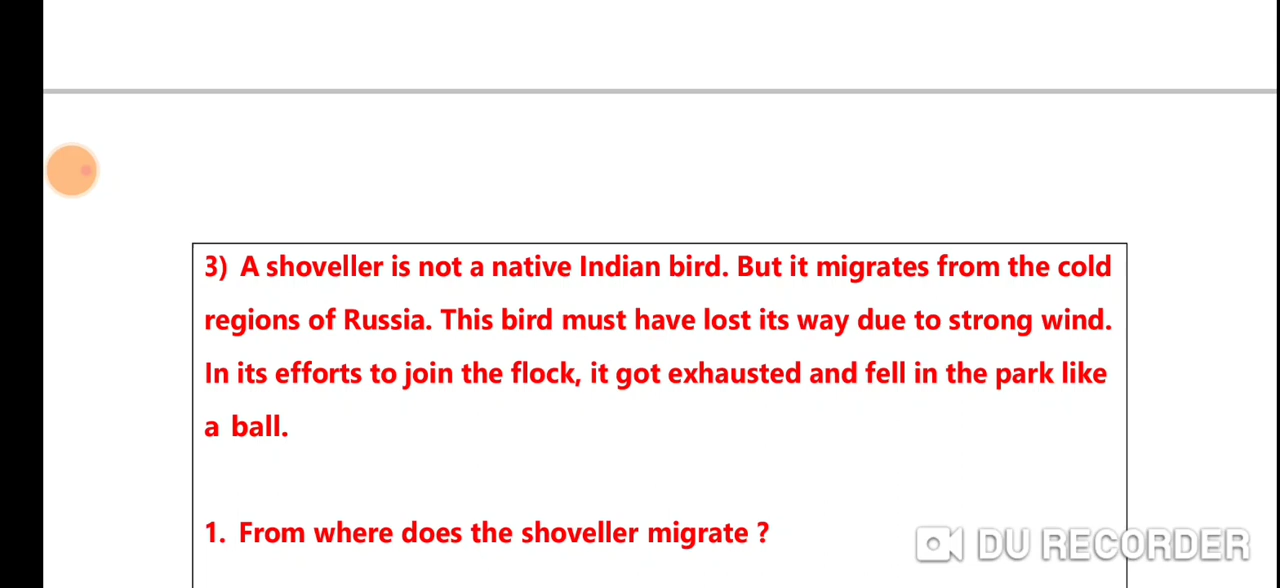 3) A shoveller is not a native Indian bird. But it migrates from the cold
regions of Russia. This bird must have lost its way due to strong wind.
In its efforts to join the flock, it got exhausted and fell in the park like
a ball.
1. From where does the shoveller migrate ?
DU RECORDER